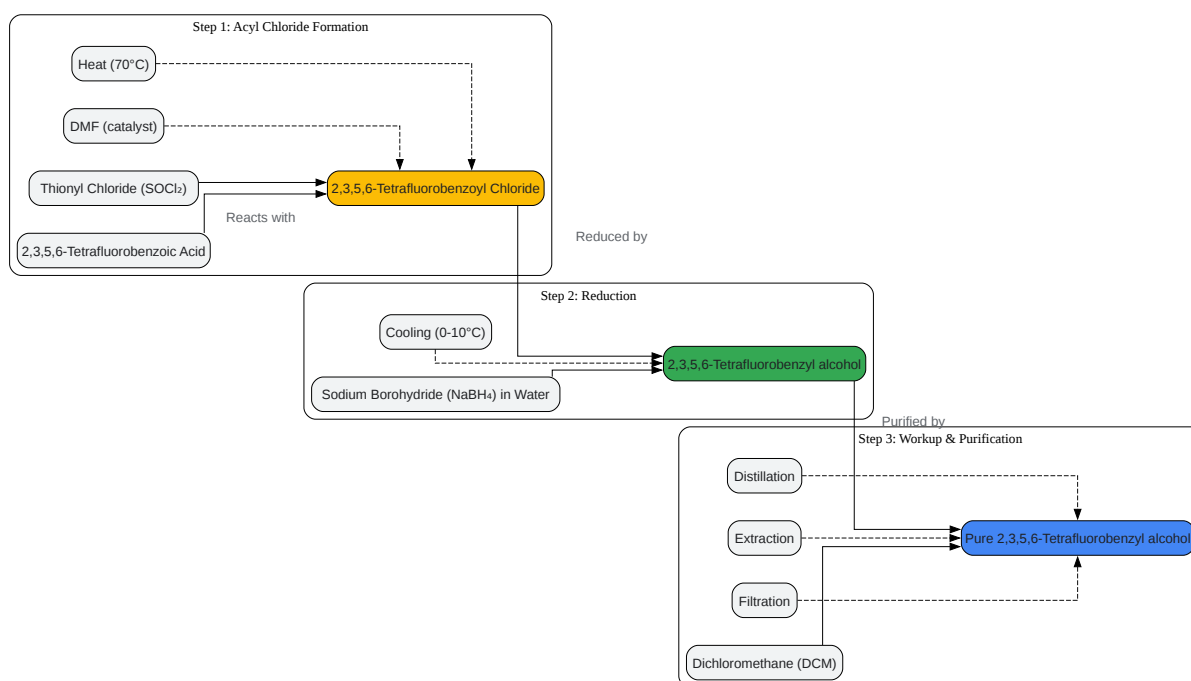 Step 1: Acyl Chloride Formation
Heat (70°C)
DMF (catalyst)
Thionyl Chloride (SOCl₂)
2,3,5,6-Tetrafluorobenzoyl Chloride
Reacts with
2,3,5,6-Tetrafluorobenzoic Acid
Reduced by
Step 2: Reduction
Cooling (0-10°C)
2,3,5,6-Tetrafluorobenzyl alcohol
Sodium Borohydride (NaBH₄) in Water
Purified by
Step 3: Workup & Purification
Distillation
Extraction
Pure 2,3,5,6-Tetrafluorobenzyl alcohol
Filtration
Dichloromethane (DCM)